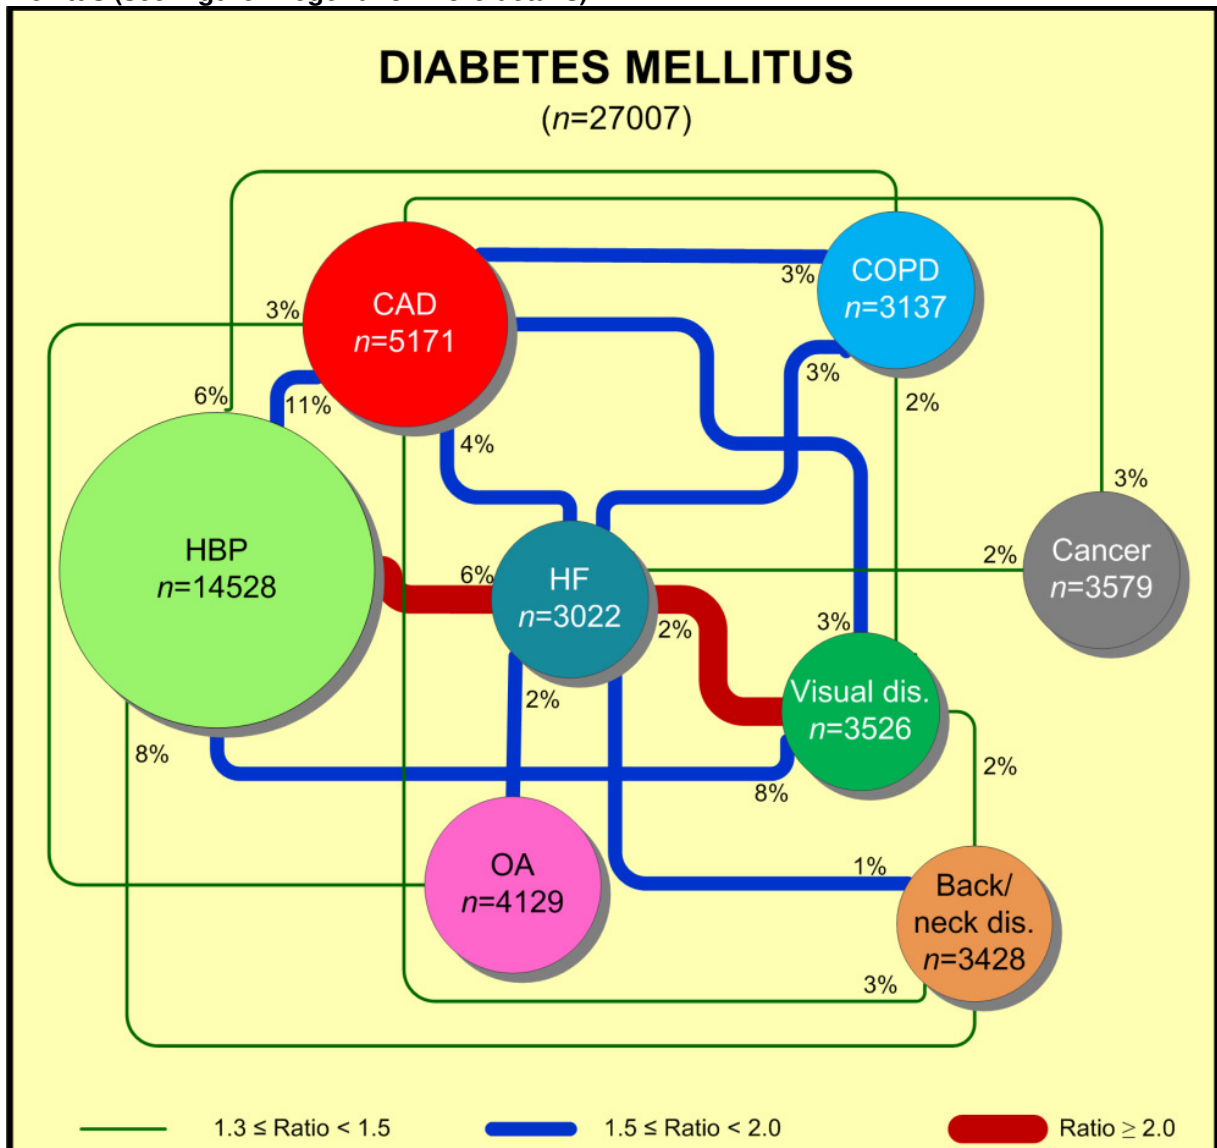 DIABETES MELLITUS
(n=27007)
CAD
n=5171
COPD
n=3137
3%
3%
3%
6%
11%
2%
4%
3%
HBP
n=14528
6%
HF
n=3022
2%
Cancer
n=3579
2%
3%
2%
Visual dis.
n=3526
8%
8%
2%
OA
n=4129
1%
Back/
neck dis.
n=3428
3%
1.3 ≤ Ratio < 1.5
1.5 ≤ Ratio < 2.0
Ratio ≥ 2.0